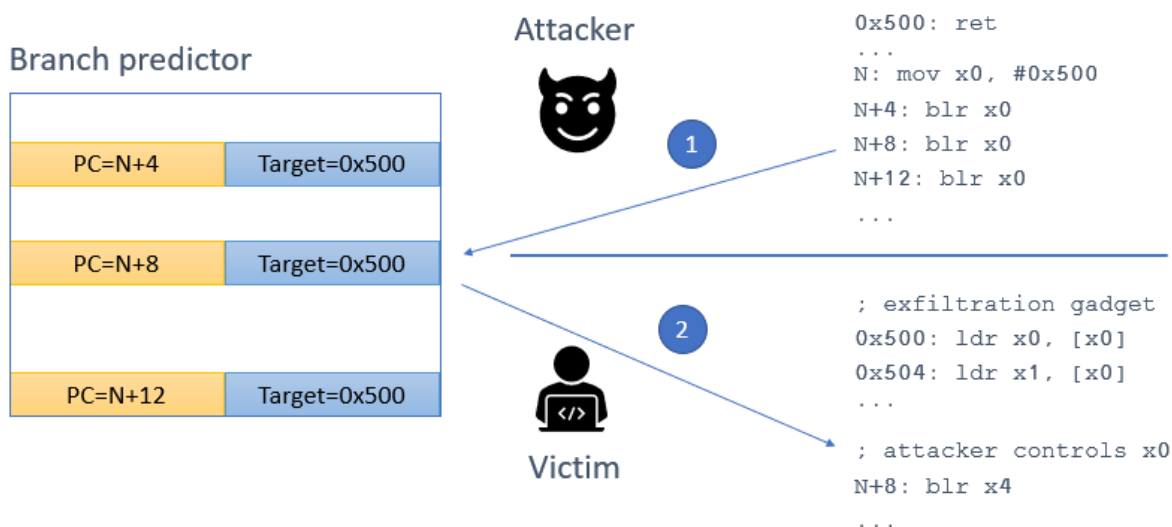 Branch predictor
PC=N+4 Target=0x500
PC=N+8 Target=0x500
PC=N+12 Target=0x500
Attacker
1
0x500: ret
...
N: mov x0, #0x500
N+4: blr x0
N+8: blr x0
N+12: blr x0
...
2
</>
Victim
; exfiltration gadget
0x500: ldr x0, [x0]
0x504: ldr x1, [x0]
...
; attacker controls x0
N+8: blr x4
...